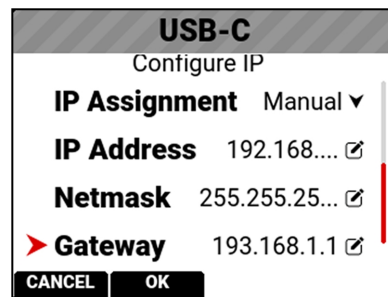 USB-C
Configure IP
IP Assignment Manual
IP Address 192.168....
Netmask 255.255.25...
Gateway 193.168.1.1
CANCEL OK